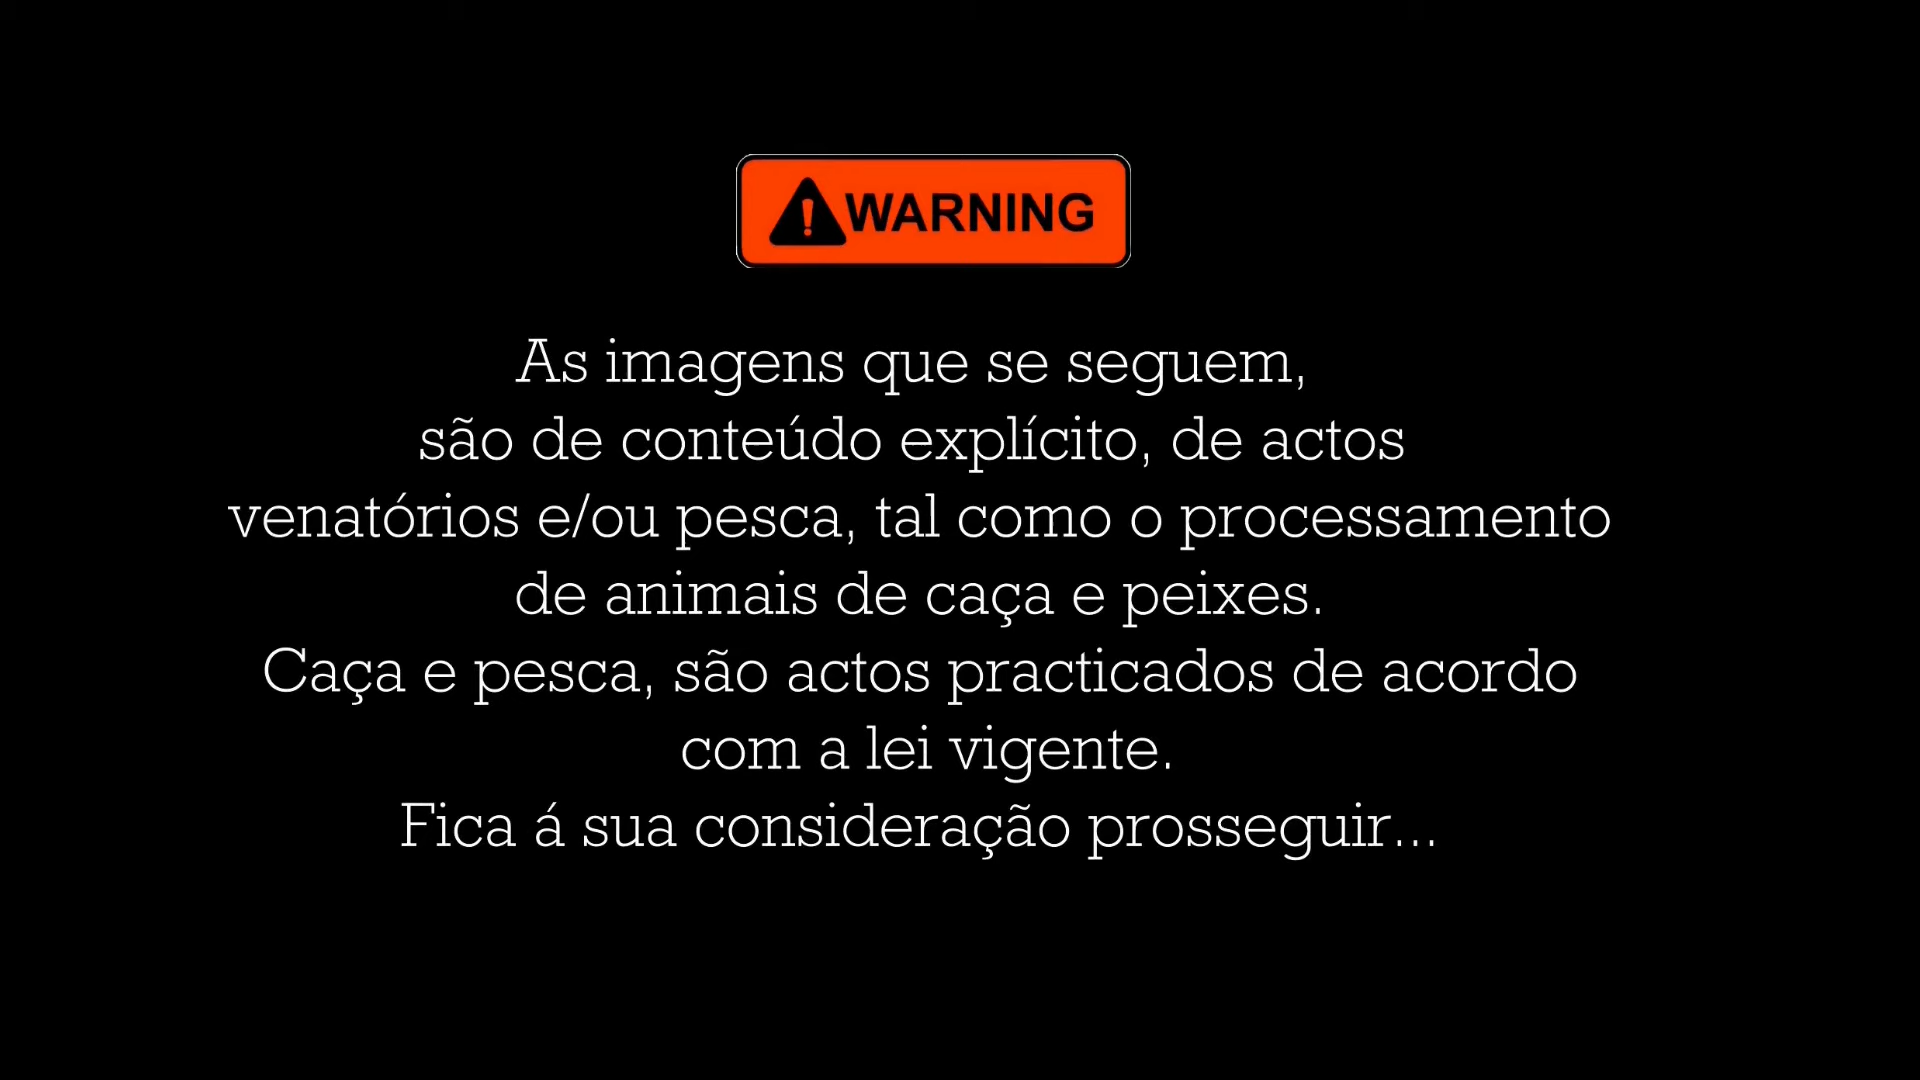 WARNING
As imagens que se seguem,
são de conteúdo explícito, de actos
venatórios e/ou pesca, tal como o processamento
de animais de caça e peixes.
Caça e pesca, são actos practicados de acordo
com a lei vigente.
Fica á sua consideração prosseguir...